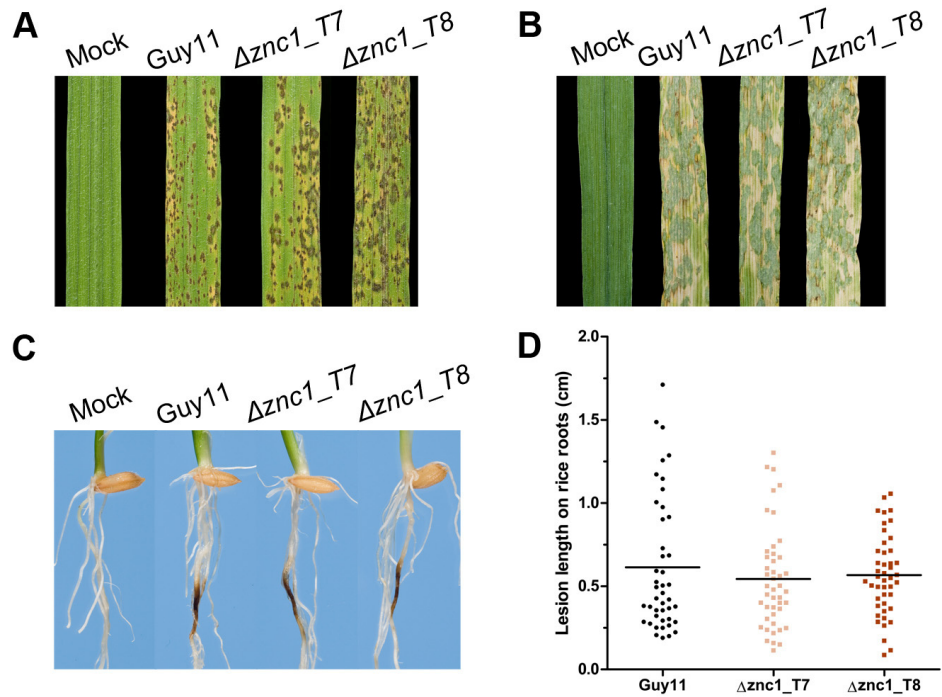 A
Mock Guy11 Δznc1_T7 Δznc1_T8
B
Mock Guy11 Δznc1_T7 Δznc1_T8
C
Mock Guy11 Δznc1_T7 Δznc1_T8
D
Lesion length on rice roots (cm)
2.0
1.5
1.0
0.5
0.0
Guy11 Δznc1_T7 Δznc1_T8